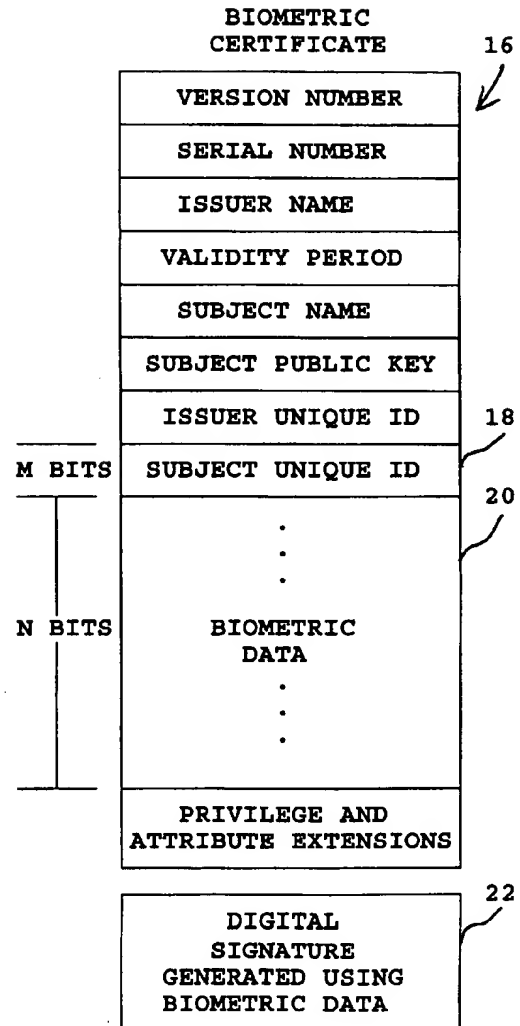 BIOMETRIC
CERTIFICATE
16
VERSION NUMBER
SERIAL NUMBER
ISSUER NAME
VALIDITY PERIOD
SUBJECT NAME
SUBJECT PUBLIC KEY
ISSUER UNIQUE ID
18
M BITS
SUBJECT UNIQUE ID
20
N BITS
BIOMETRIC
DATA
PRIVILEGE AND
ATTRIBUTE EXTENSIONS
22
DIGITAL
SIGNATURE
GENERATED USING
BIOMETRIC DATA